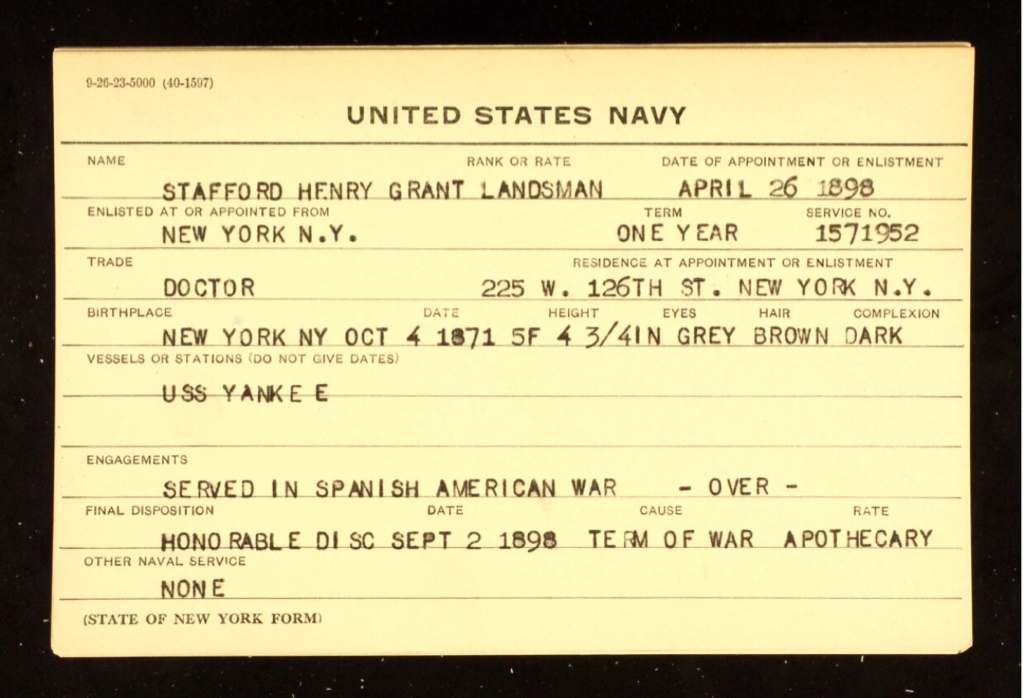 9-26-23-5000 (40-1597)
UNITED STATES NAVY
NAME RANK OR RATE DATE OF APPOINTMENT OR ENLISTMENT
STAFFORD HENRY GRANT LANDSMAN APRIL 26 1898
ENLISTED AT OR APPOINTED FROM TERM SERVICE NO.
NEW YORK N.Y. ONE YEAR 1571952
TRADE RESIDENCE AT APPOINTMENT OR ENLISTMENT
DOCTOR 225 W. 126TH ST. NEW YORK N.Y.
BIRTHPLACE DATE HEIGHT EYES HAIR COMPLEXION
NEW YORK NY OCT 4 1871 5F 4 3/4IN GREY BROWN DARK
VESSELS OR STATIONS (DO NOT GIVE DATES)
USS YANKEE
ENGAGEMENTS
SERVED IN SPANISH AMERICAN WAR - OVER -
FINAL DISPOSITION DATE CAUSE RATE
HONORABLE DISC SEPT 2 1898 TERM OF WAR APOTHECARY
OTHER NAVAL SERVICE
NONE
(STATE OF NEW YORK FORM)